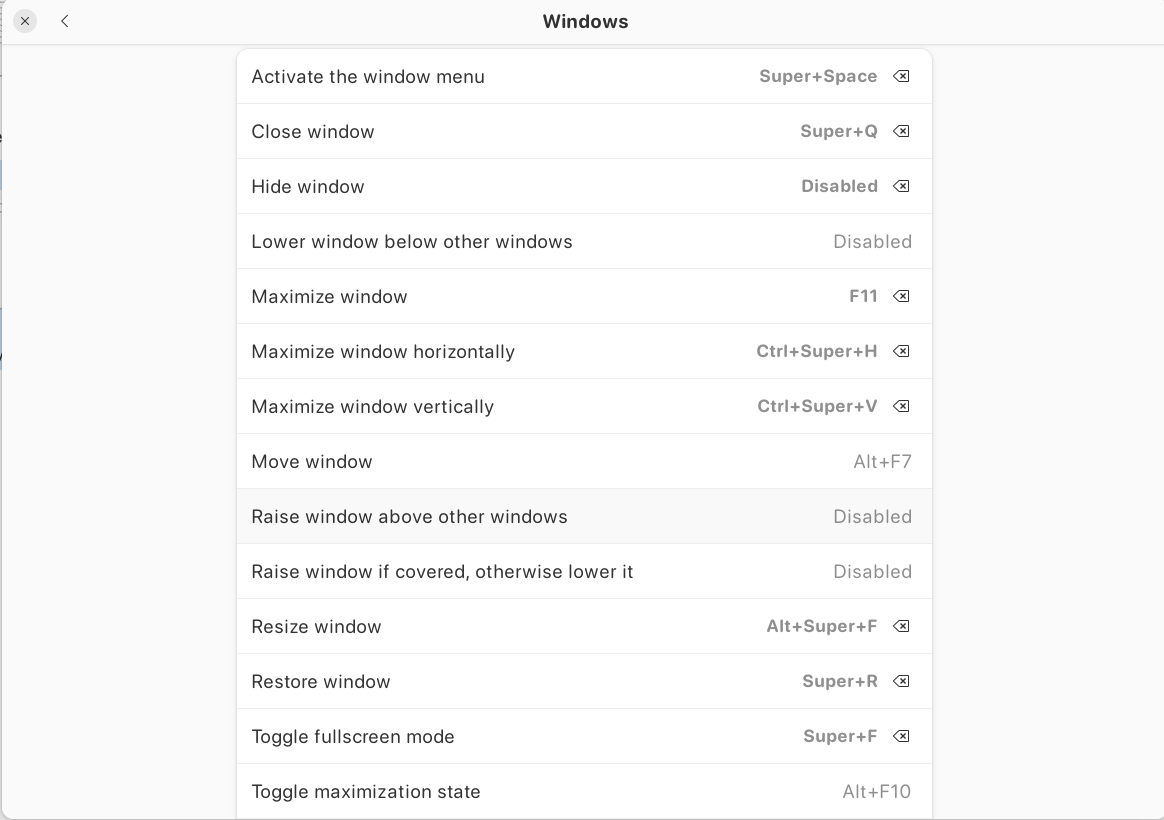 Windows
Activate the window menu Super+Space
Close window Super+Q
Hide window Disabled
Lower window below other windows Disabled
Maximize window F11
Maximize window horizontally Ctrl+Super+H
Maximize window vertically Ctrl+Super+V
Move window Alt+F7
Raise window above other windows Disabled
Raise window if covered, otherwise lower it Disabled
Resize window Alt+Super+F
Restore window Super+R
Toggle fullscreen mode Super+F
Toggle maximization state Alt+F10